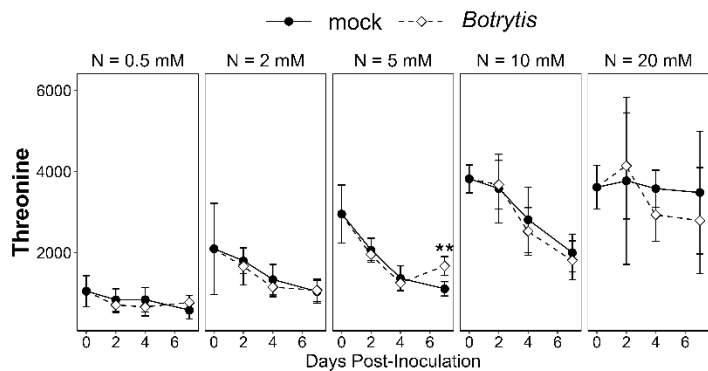 mock Botrytis
N = 0.5 mM N = 2 mM N = 5 mM N = 10 mM N = 20 mM
6000
4000
2000
Threonine
**
0 2 4 6 0 2 4 6 0 2 4 6 0 2 4 6 0 2 4 6
Days Post-Inoculation